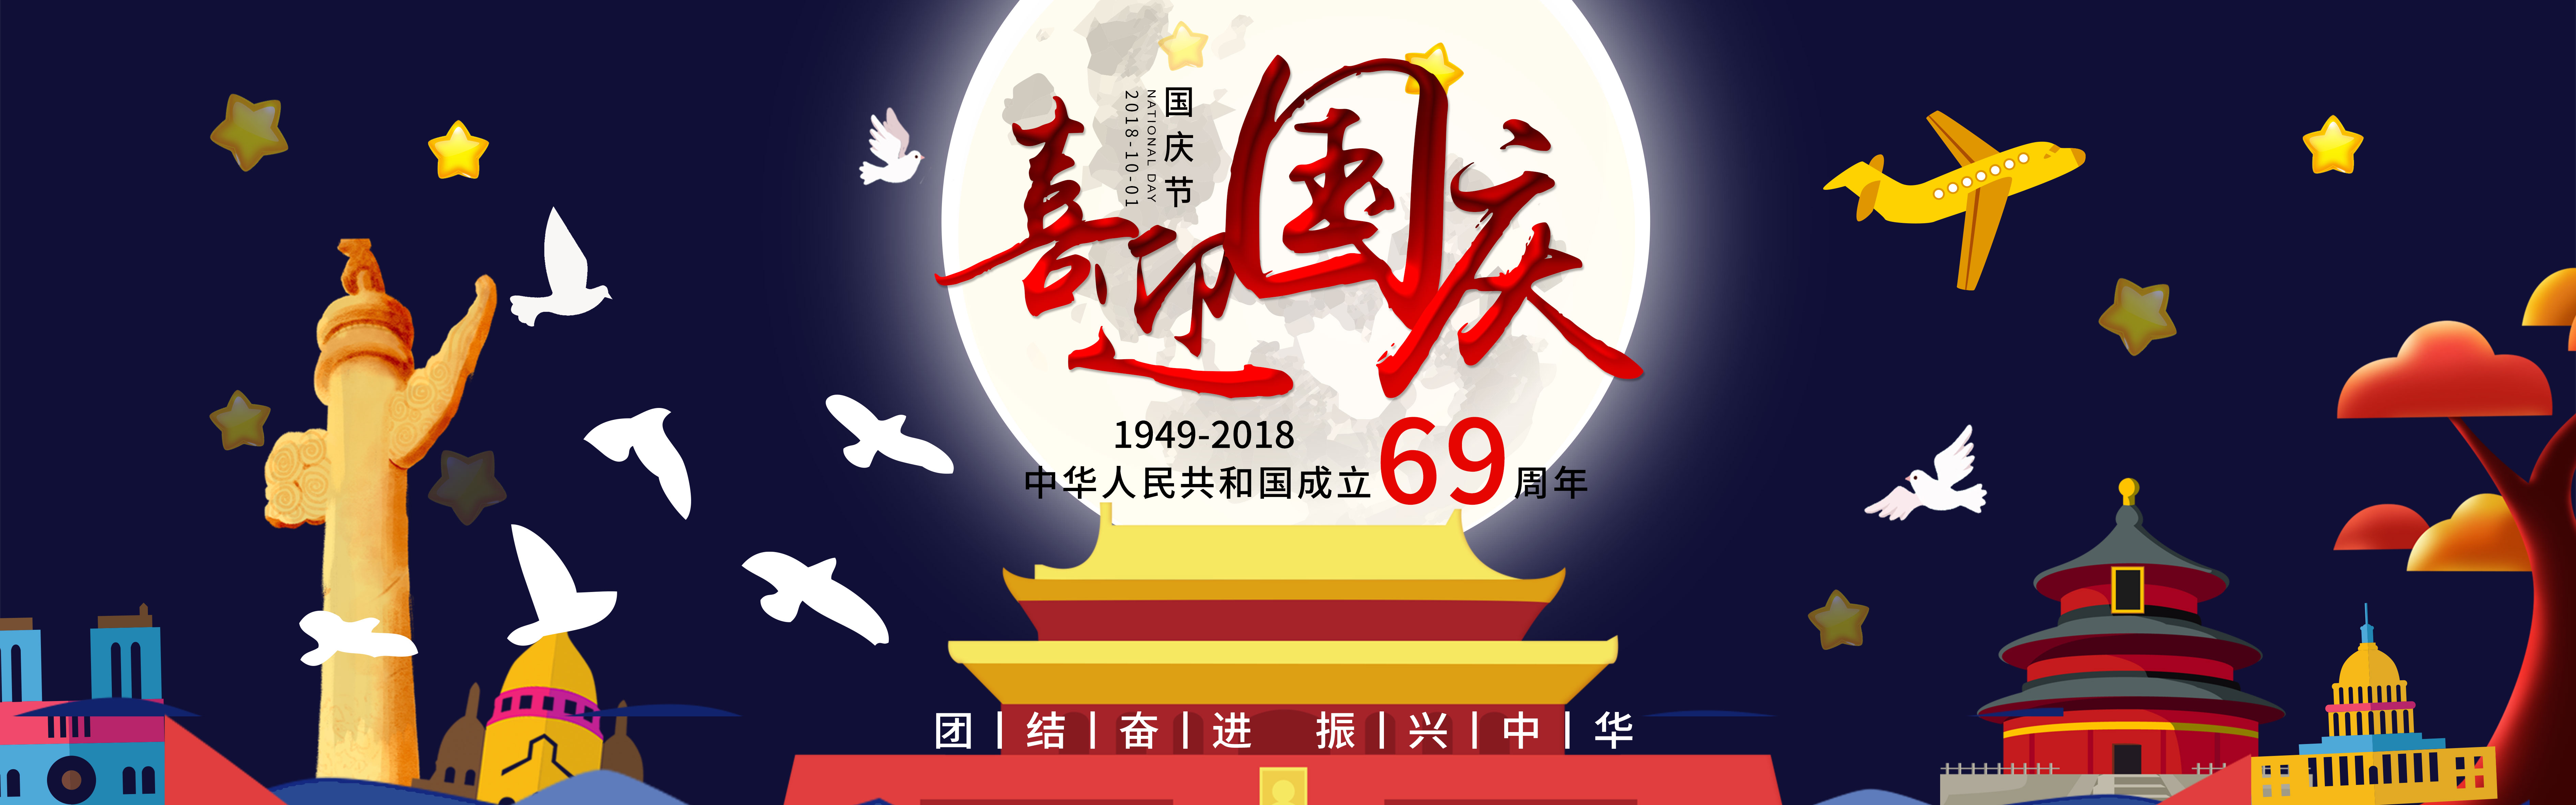 喜迎国庆
国庆节
NATIONAL DAY
2018-10-01
1949-2018
中华人民共和国成立69周年
团|结|奋|进 振|兴|中|华